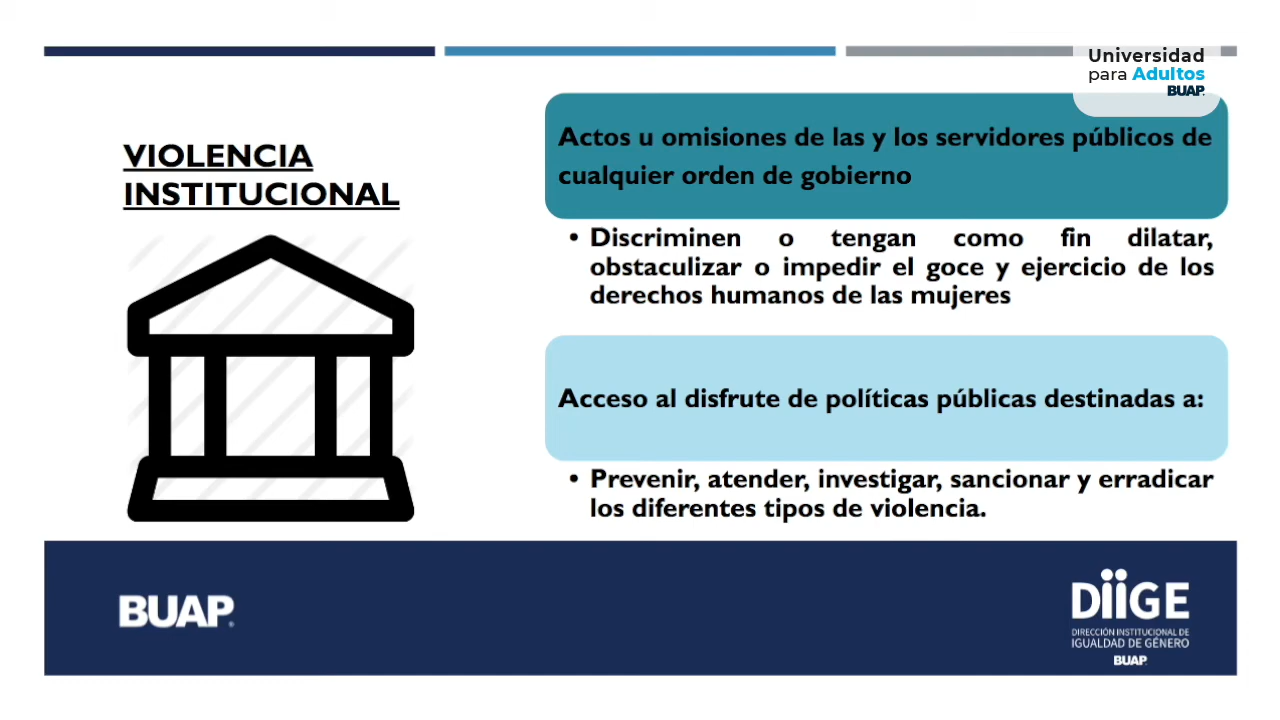 Universidad
para Adultos
BUAP
VIOLENCIA
INSTITUCIONAL
Actos u omisiones de las y los servidores públicos de
cualquier orden de gobierno
• Discriminen o tengan como fin dilatar,
obstaculizar o impedir el goce y ejercicio de los
derechos humanos de las mujeres
Acceso al disfrute de políticas públicas destinadas a:
• Prevenir, atender, investigar, sancionar y erradicar
los diferentes tipos de violencia.
BUAP
DiiGE
DIRECCIÓN INSTITUCIONAL DE
IGUALDAD DE GÉNERO
BUAP